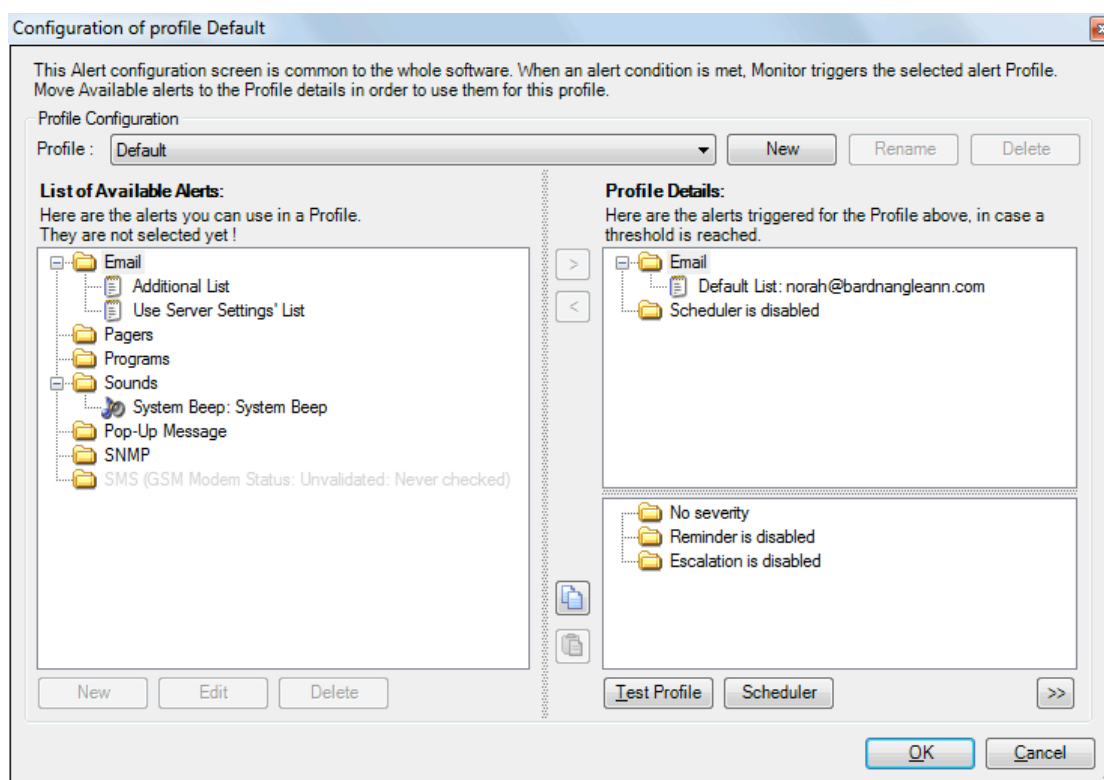 Configuration of profile Default
This Alert configuration screen is common to the whole software. When an alert condition is met, Monitor triggers the selected alert Profile.
Move Available alerts to the Profile details in order to use them for this profile.
Profile Configuration
Profile :
Default
New
Rename
Delete
List of Available Alerts:
Here are the alerts you can use in a Profile.
They are not selected yet !
Email
Additional List
Use Server Settings' List
Pagers
Programs
Sounds
System Beep: System Beep
Pop-Up Message
SNMP
SMS (GSM Modem Status: Unvalidated: Never checked)
New
Edit
Delete
>
<
Profile Details:
Here are the alerts triggered for the Profile above, in case a
threshold is reached.
Email
Default List: norah@bardnangleann.com
Scheduler is disabled
No severity
Reminder is disabled
Escalation is disabled
Test Profile
Scheduler
>>
OK
Cancel